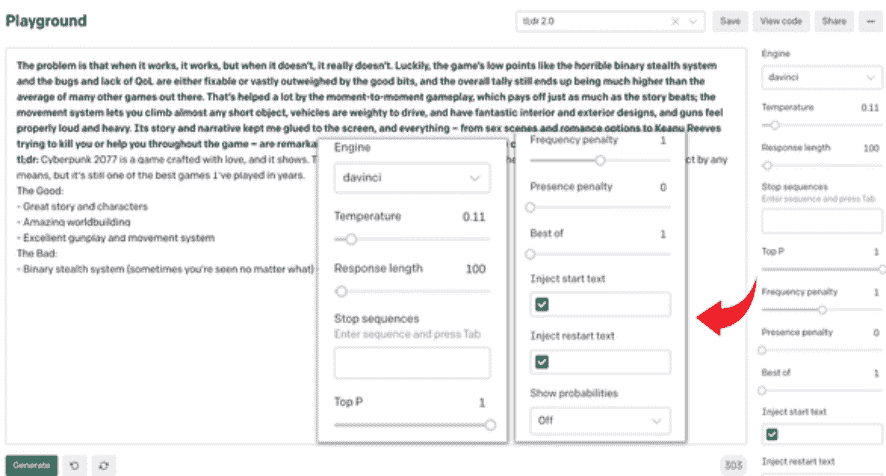 Playground
tl;dr 2.0
Save
View code
Share
The problem is that when it works, it works, but when it doesn't, it really doesn't. Luckily, the game's low points like the horrible binary stealth system
and the bugs and lack of QoL are either fixable or vastly outweighed by the good bits, and the overall tally still ends up being much higher than the
average of many other games out there. That's helped a lot by the moment-to-moment gameplay, which pays off just as much as the story beats; the
movement system lets you climb almost any short object, vehicles are weighty to drive, and have fantastic interior and exterior designs, and guns feel
properly loud and heavy. Its story and narrative kept me glued to the screen, and everything – from sex scenes and romance options to Keanu Reeves
trying to kill you or help you throughout the game – are
tl;dr: Cyberpunk 2077 is a game crafted with love, and it shows. by any
means, but it's still one of the best games I've played in years.
The Good:
- Great story and characters
- Amazing worldbuilding
- Excellent gunplay and movement system
The Bad:
- Binary stealth system (sometimes you're seen no matter what)
Engine
davinci
Temperature 0.11
Response length 100
Stop sequences
Enter sequence and press Tab
Top P 1
Frequency penalty 1
Presence penalty 0
Best of 1
Inject start text
Inject restart text
Show probabilities
Off
Engine
davinci
Temperature 0.11
Response length 100
Stop sequences
Enter sequence and press Tab
Top P 1
Frequency penalty 1
Presence penalty 0
Best of 1
Inject start text
Inject restart text
Generate
303